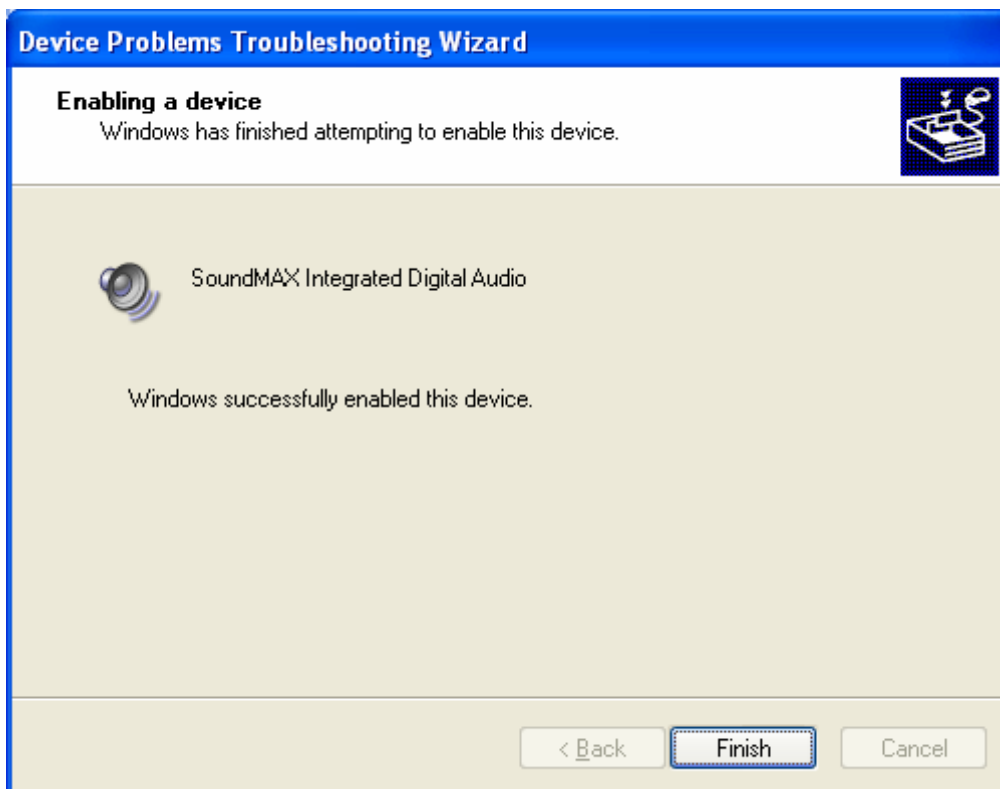 Device Problems Troubleshooting Wizard
Enabling a device
Windows has finished attempting to enable this device.
SoundMAX Integrated Digital Audio
Windows successfully enabled this device.
< Back
Finish
Cancel